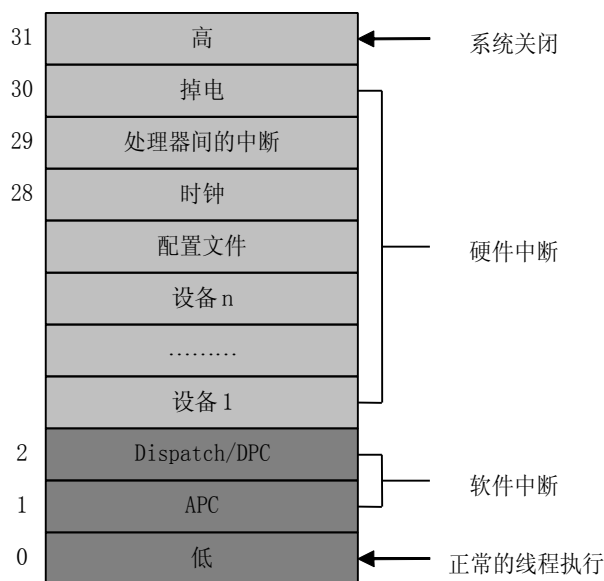 31 高 系统关闭
30 掉电
29 处理器间的中断
28 时钟
配置文件 硬件中断
设备n
………
设备1
2 Dispatch/DPC
软件中断
1 APC
0 低 正常的线程执行